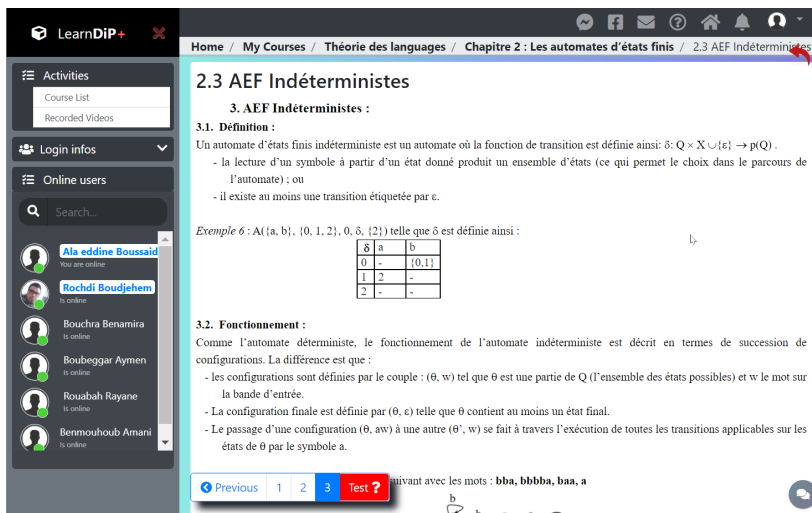 LearnDiP+
Home / My Courses / Théorie des languages / Chapitre 2 : Les automates d'états finis / 2.3 AEF Indéterministes
Activities
Course List
Recorded Videos
Login infos
Online users
Search...
Ala eddine Boussaid
You are online
Rochdi Boudjehem
Is online
Bouchra Benamira
Is online
Boubeggar Aymen
Is online
Rouabah Rayane
Is online
Benmouhoub Amani
Is online
2.3 AEF Indéterministes
3. AEF Indéterministes :
3.1. Définition :
Un automate d'états finis indéterministe est un automate où la fonction de transition est définie ainsi: δ: Q × X ∪{ε} → p(Q) .
- la lecture d'un symbole à partir d'un état donné produit un ensemble d'états (ce qui permet le choix dans le parcours de
l'automate) ; ou
- il existe au moins une transition étiquetée par ε.
Exemple 6 : A({a, b}, {0, 1, 2}, 0, δ, {2}) telle que δ est définie ainsi :
δ a b
0 - {0,1}
1 2 -
2 - -
3.2. Fonctionnement :
Comme l'automate déterministe, le fonctionnement de l'automate indéterministe est décrit en termes de succession de
configurations. La différence est que :
- les configurations sont définies par le couple : (θ, w) tel que θ est une partie de Q (l'ensemble des états possibles) et w le mot sur
la bande d'entrée.
- La configuration finale est définie par (θ, ε) telle que θ contient au moins un état final.
- Le passage d'une configuration (θ, aw) à une autre (θ', w) se fait à travers l'exécution de toutes les transitions applicables sur les
états de θ par le symbole a.
uivant avec les mots : bba, bbbba, baa, a
Previous 1 2 3 Test ?
b
b